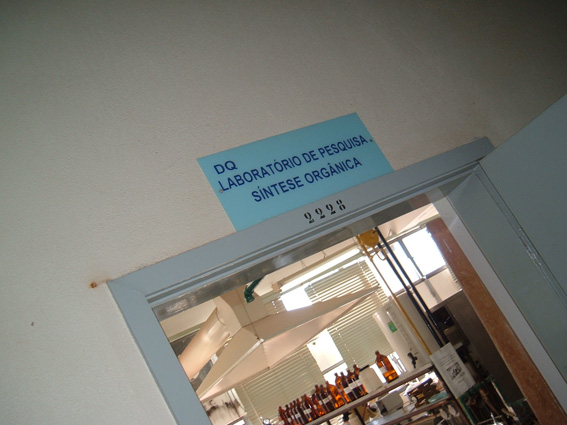 DQ
LABORATÓRIO DE PESQUISA
SÍNTESE ORGÂNICA
2228